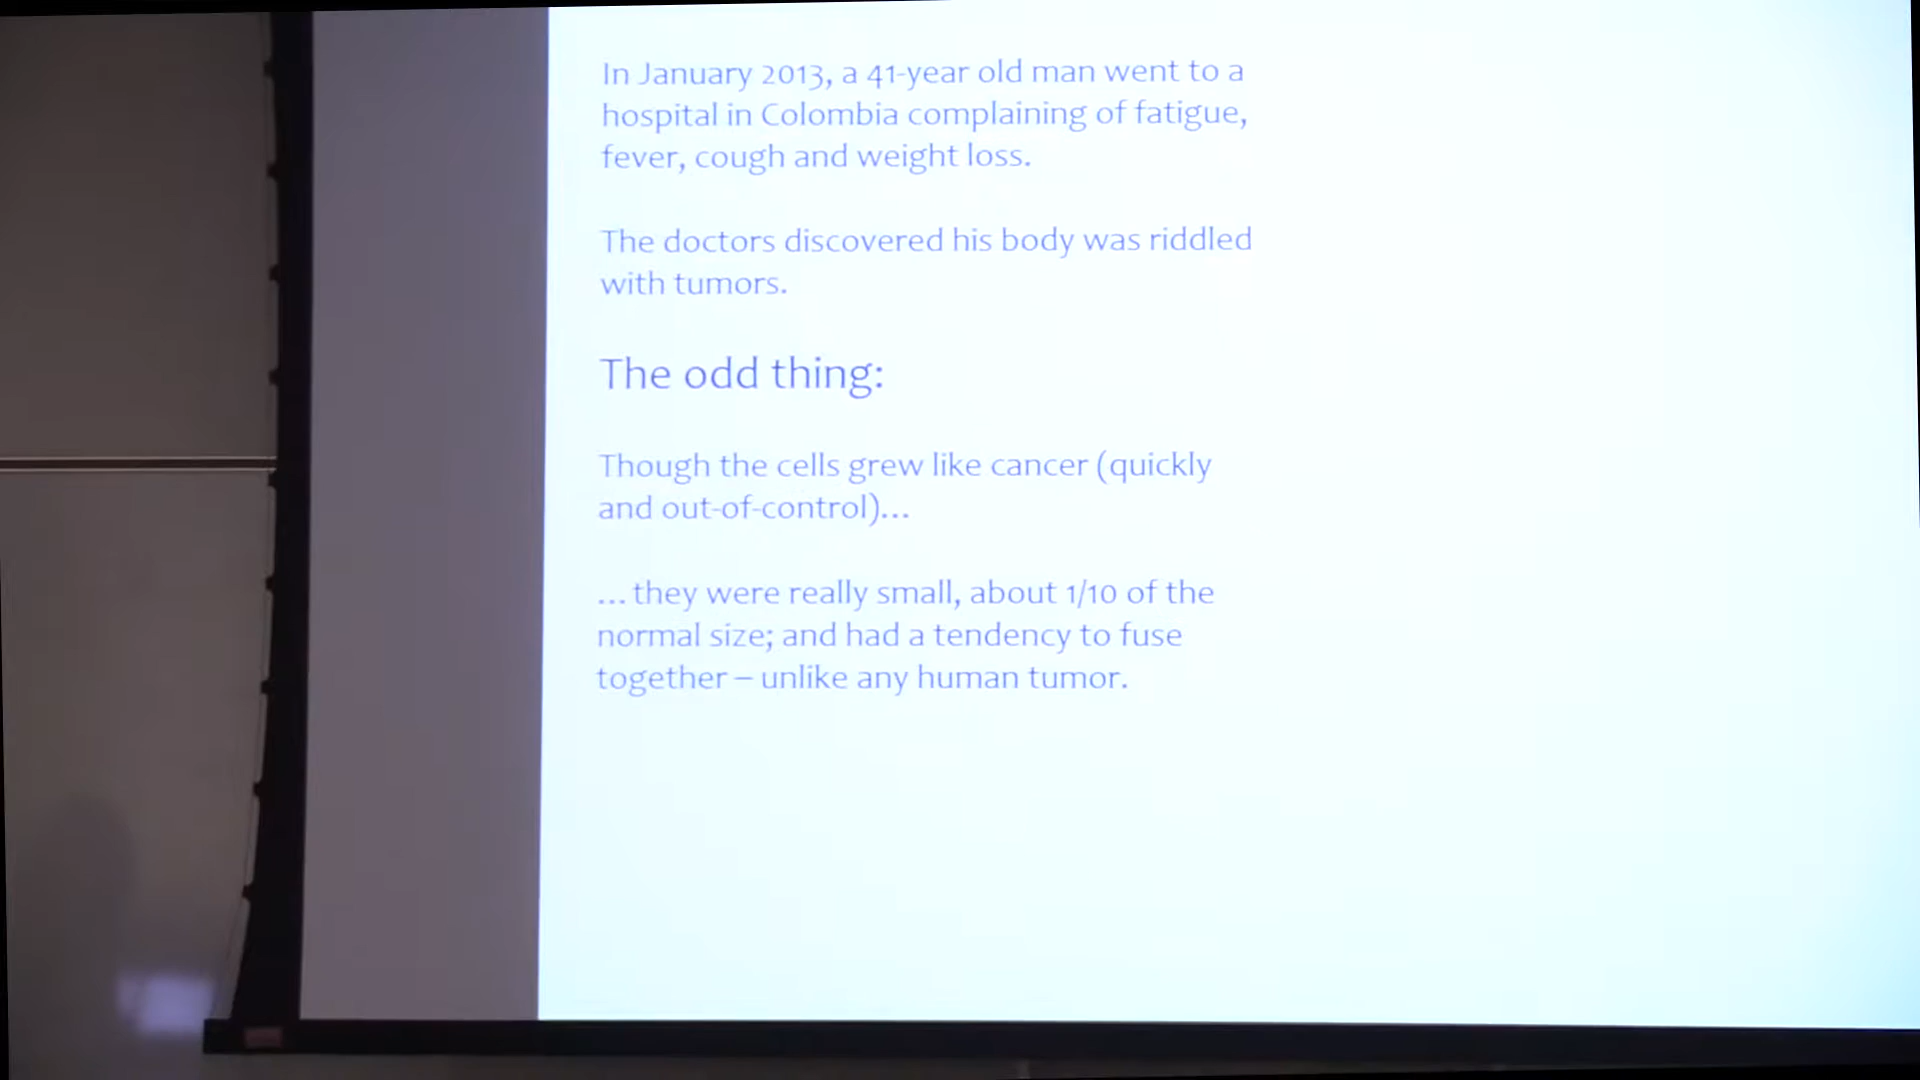 In January 2013, a 41-year old man went to a
hospital in Colombia complaining of fatigue,
fever, cough and weight loss.
The doctors discovered his body was riddled
with tumors.
The odd thing:
Though the cells grew like cancer (quickly
and out-of-control)...
... they were really small, about 1/10 of the
normal size; and had a tendency to fuse
together – unlike any human tumor.